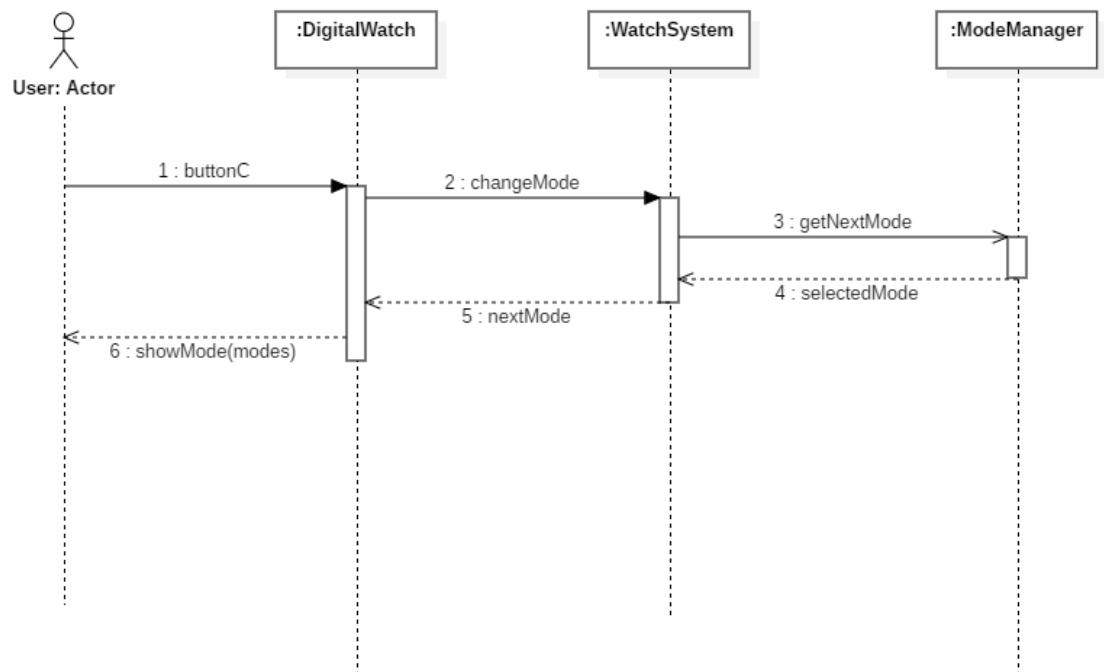 :DigitalWatch
:WatchSystem
:ModeManager
User: Actor
1 : buttonC
2 : changeMode
3 : getNextMode
4 : selectedMode
5 : nextMode
6 : showMode(modes)